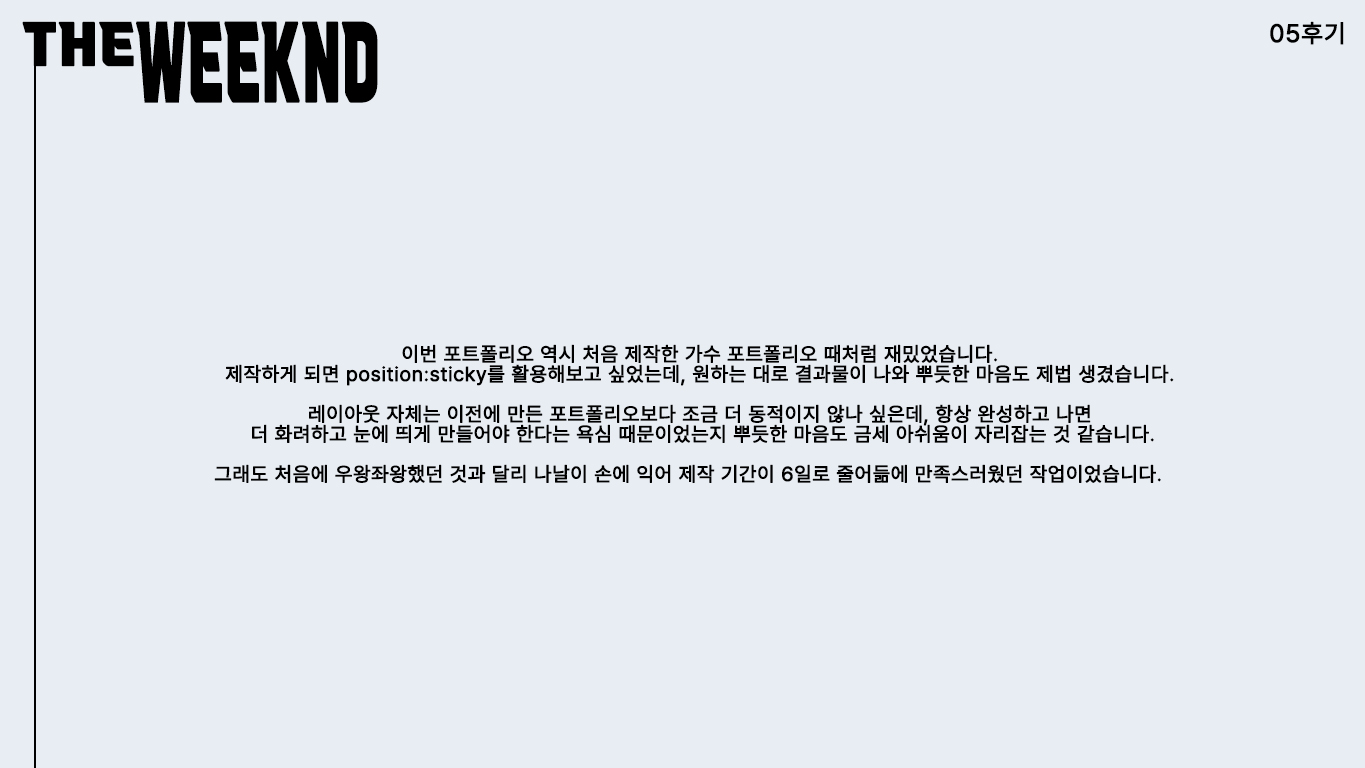 THE WEEKND
05후기
이번 포트폴리오 역시 처음 제작한 가수 포트폴리오 때처럼 재밌었습니다.
제작하게 되면 position:sticky를 활용해보고 싶었는데, 원하는 대로 결과물이 나와 뿌듯한 마음도 제법 생겼습니다.
레이아웃 자체는 이전에 만든 포트폴리오보다 조금 더 동적이지 않나 싶은데, 항상 완성하고 나면
더 화려하고 눈에 띄게 만들어야 한다는 욕심 때문이었는지 뿌듯한 마음도 금세 아쉬움이 자리잡는 것 같습니다.
그래도 처음에 우왕좌왕했던 것과 달리 나날이 손에 익어 제작 기간이 6일로 줄어듦에 만족스러웠던 작업이었습니다.